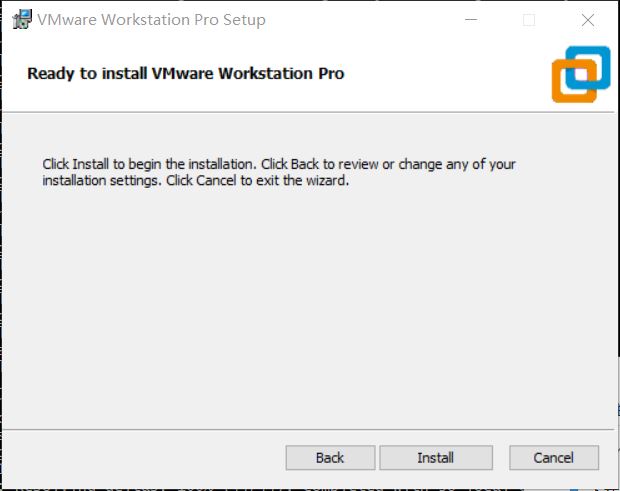 VMware Workstation Pro Setup
Ready to install VMware Workstation Pro
Click Install to begin the installation. Click Back to review or change any of your
installation settings. Click Cancel to exit the wizard.
Back Install Cancel